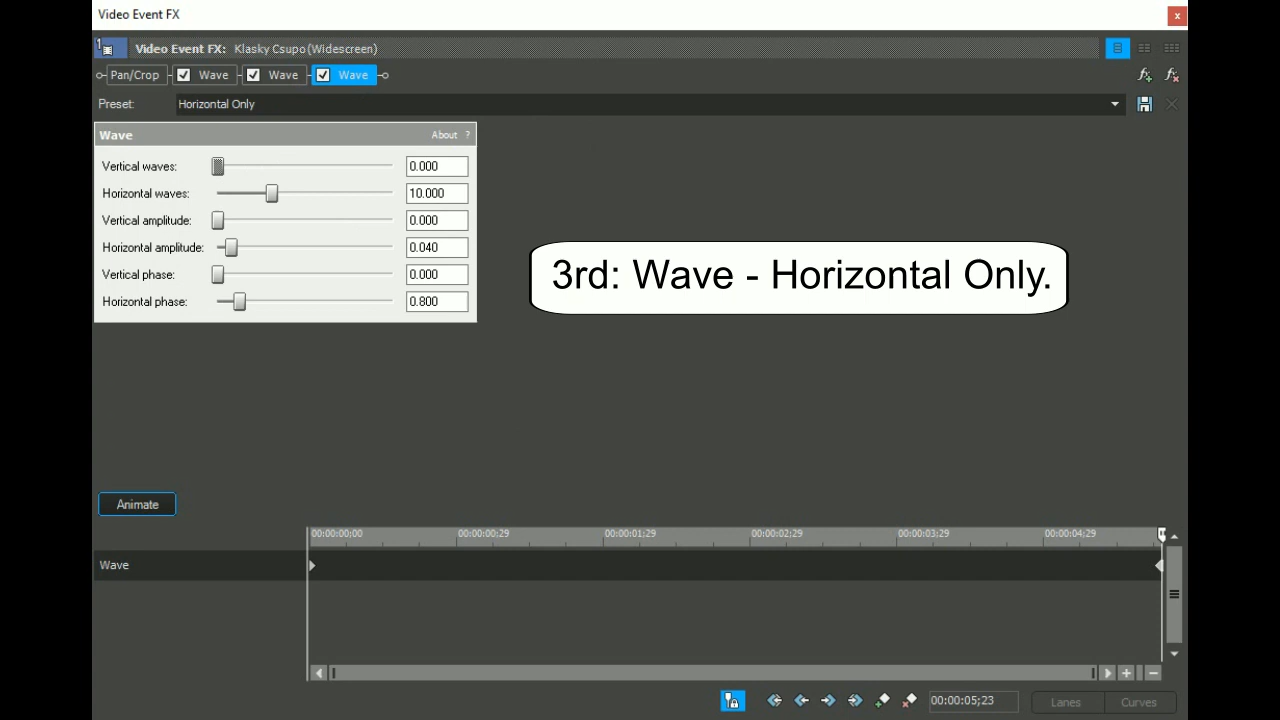 Video Event FX
x
1
Video Event FX: Klasky Csupo (Widescreen)
Pan/Crop Wave Wave Wave
Preset: Horizontal Only
Wave About ?
Vertical waves: 0.000
Horizontal waves: 10.000
Vertical amplitude: 0.000
Horizontal amplitude: 0.040
Vertical phase: 0.000
Horizontal phase: 0.800
3rd: Wave - Horizontal Only.
Animate
00:00:00;00 00:00:00;29 00:00:01;29 00:00:02;29 00:00:03;29 00:00:04;29
Wave
00:00:05;23 Lanes Curves